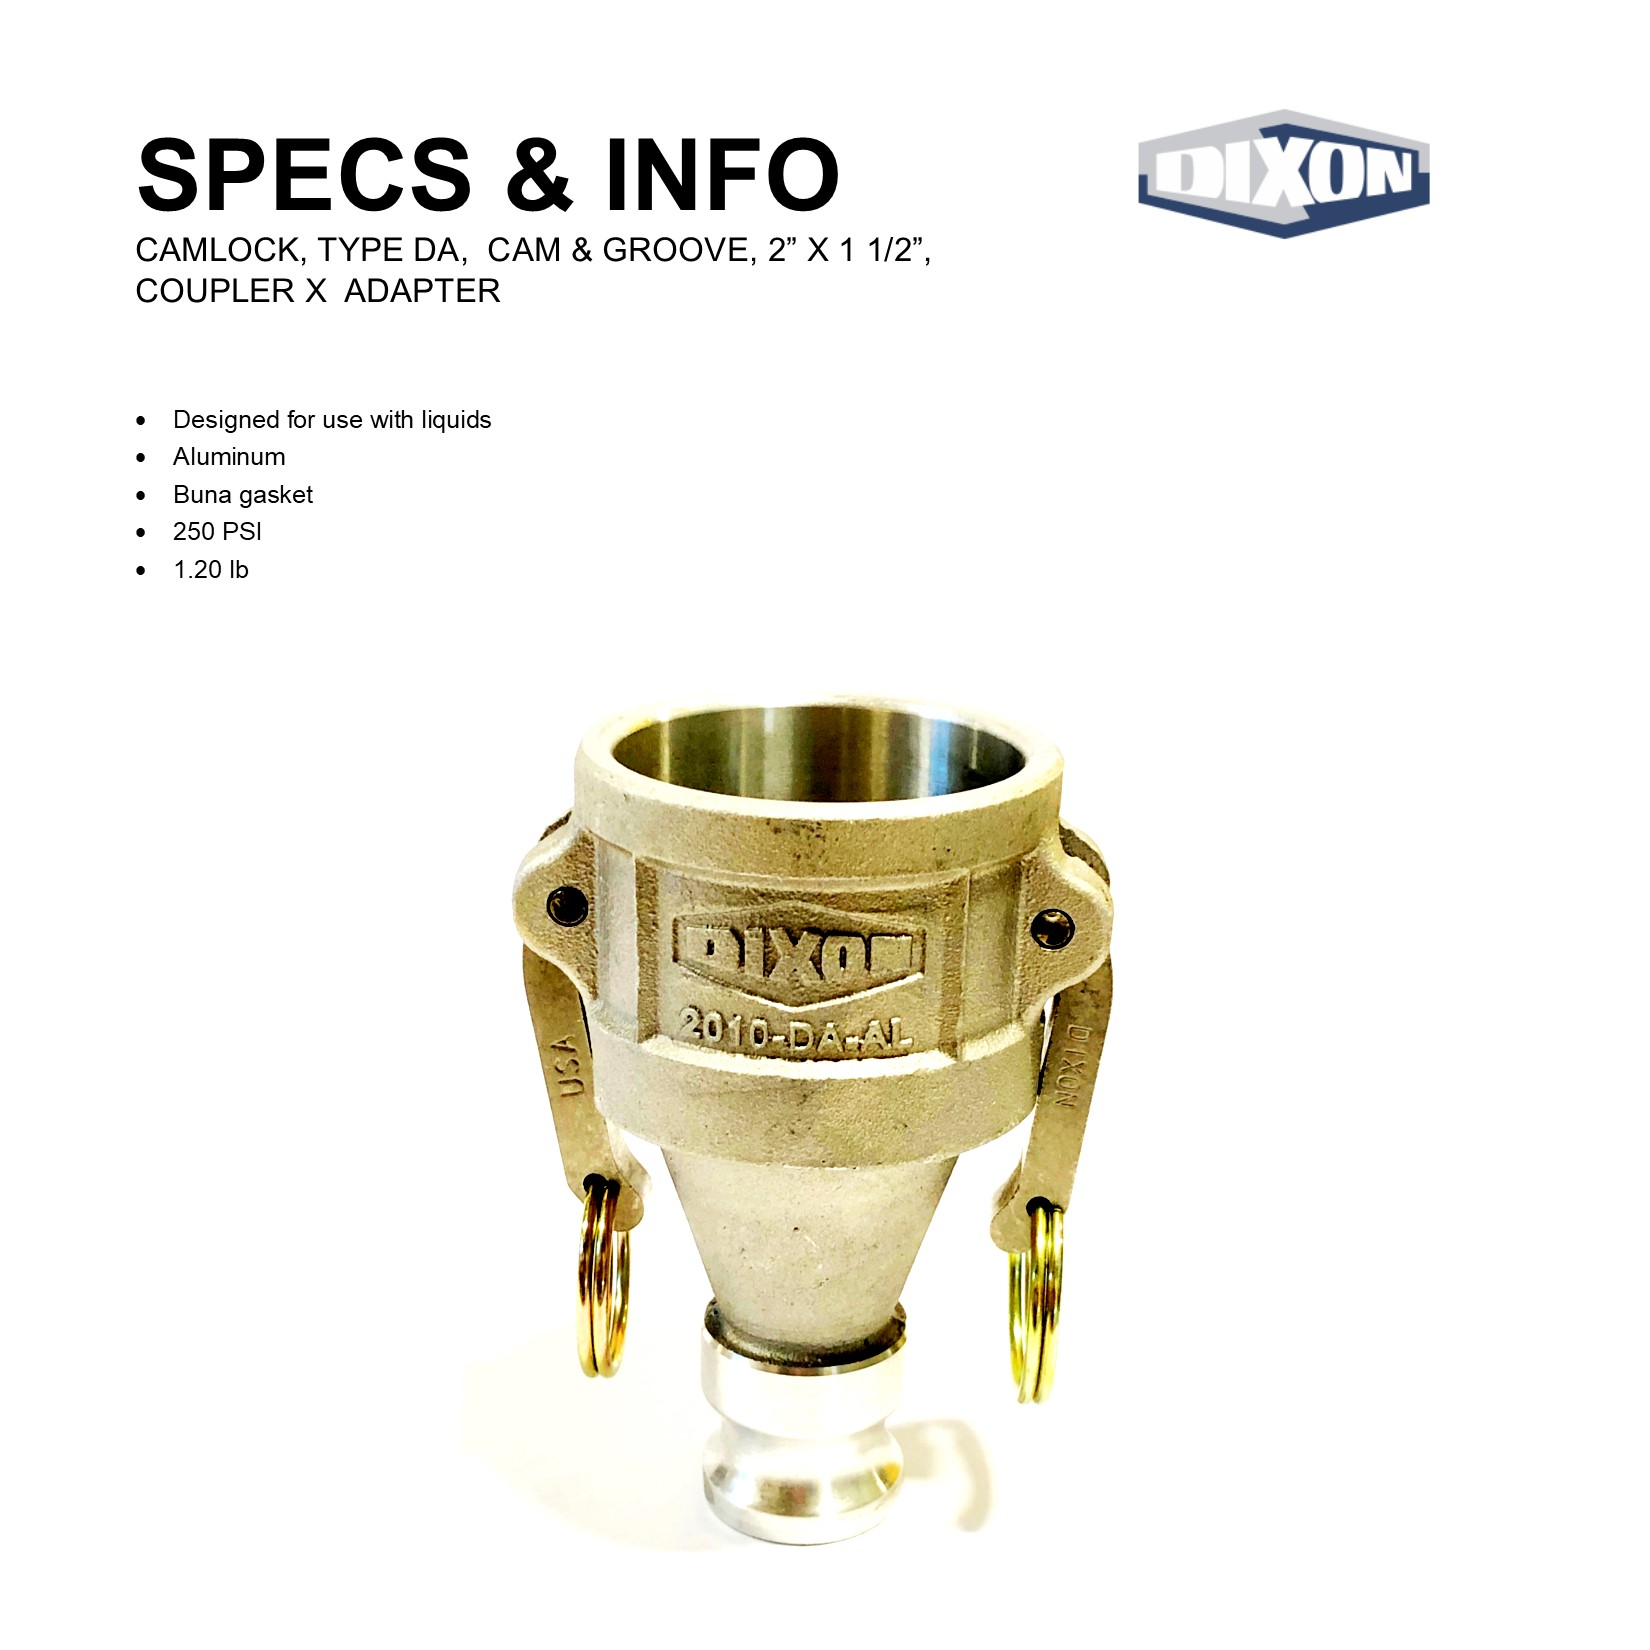 SPECS & INFO
DIXON
CAMLOCK, TYPE DA,  CAM & GROOVE, 2” X 1 1/2”,
COUPLER X  ADAPTER
• Designed for use with liquids
• Aluminum
• Buna gasket
• 250 PSI
• 1.20 lb
DIXON
2010-DA-AL
USA
DIXON